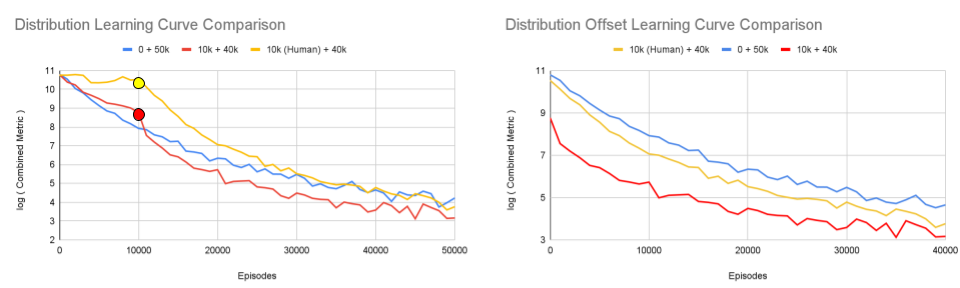 Distribution Learning Curve Comparison
0 + 50k
10k + 40k
10k (Human) + 40k
11
10
9
8
7
6
5
4
3
2
log ( Combined Metric )
0
10000
20000
30000
40000
50000
Episodes
Distribution Offset Learning Curve Comparison
10k (Human) + 40k
0 + 50k
10k + 40k
11
9
7
5
3
log ( Combined Metric )
0
10000
20000
30000
40000
Episodes